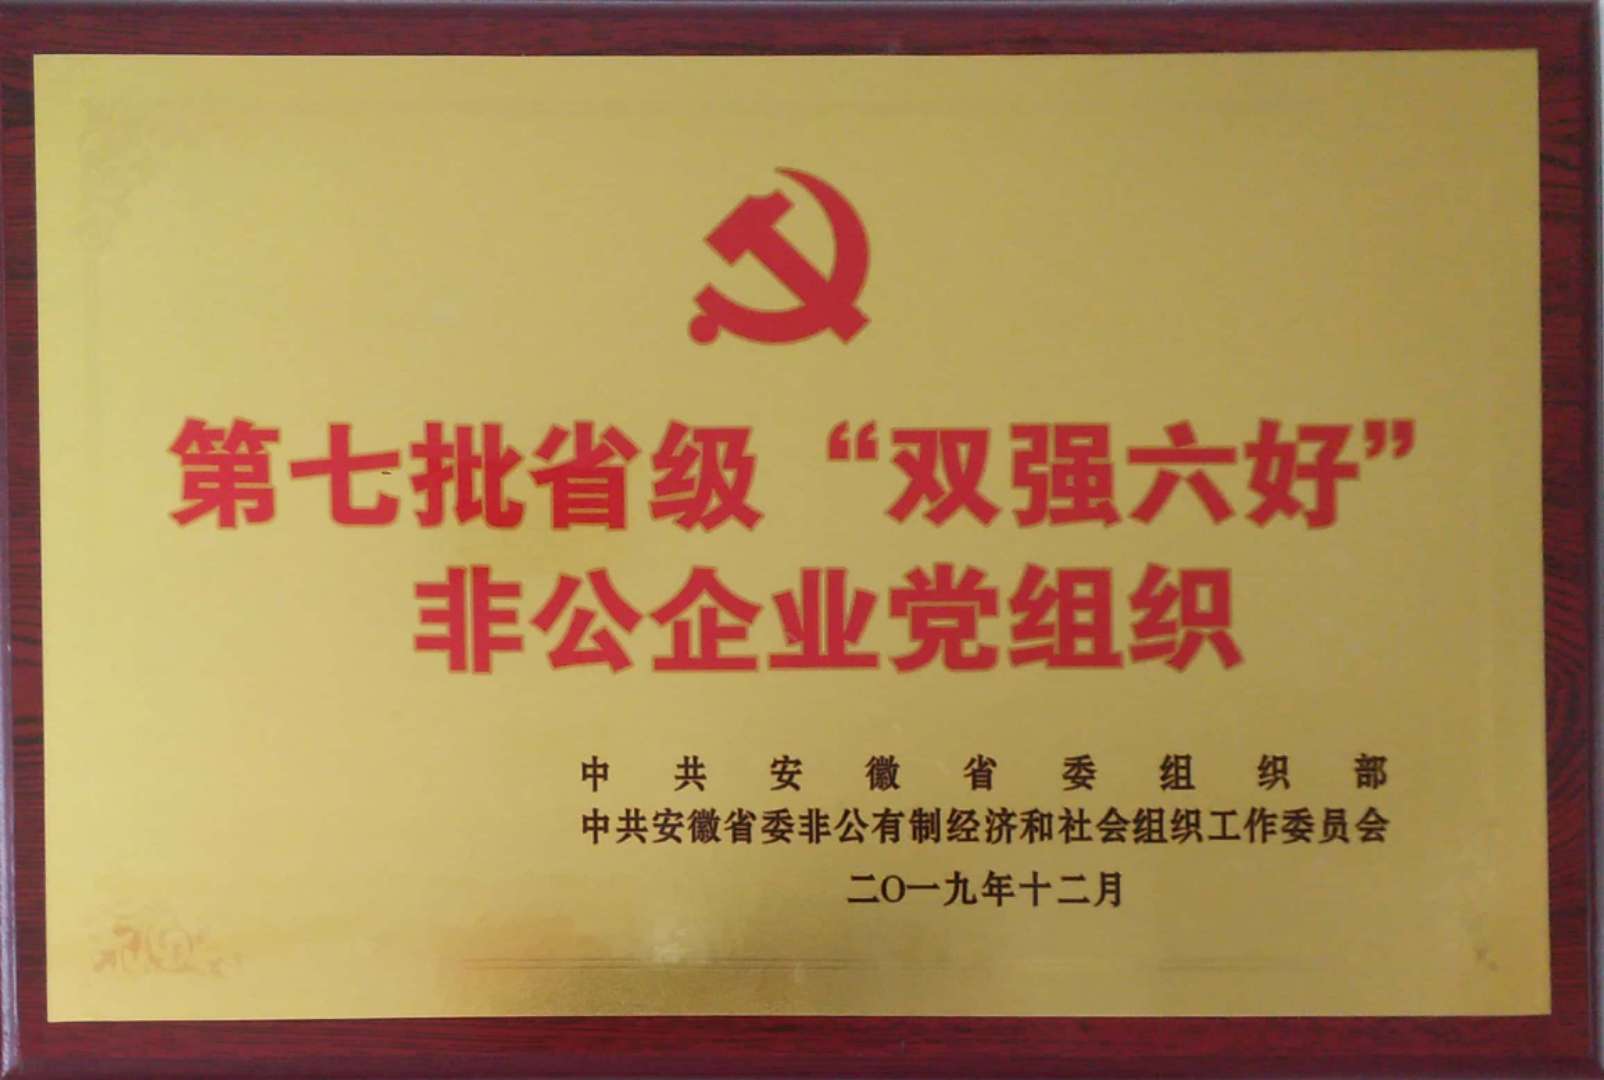 第七批省级“双强六好”
非公企业党组织
中共安徽省委组织部
中共安徽省委非公有制经济和社会组织工作委员会
二〇一九年十二月